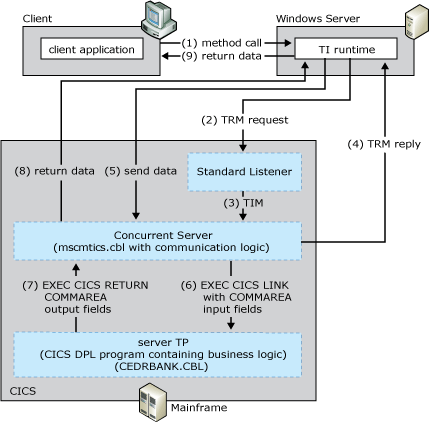 Client
Windows Server
client application
(1) method call
(9) return data
TI runtime
(2) TRM request
(4) TRM reply
(8) return data
(5) send data
Standard Listener
(3) TIM
Concurrent Server
(mscmtics.cbl with communication logic)
(7) EXEC CICS RETURN
COMMAREA
output fields
(6) EXEC CICS LINK
with COMMAREA
input fields
server TP
(CICS DPL program containing business logic)
(CEDRBANK.CBL)
CICS
Mainframe